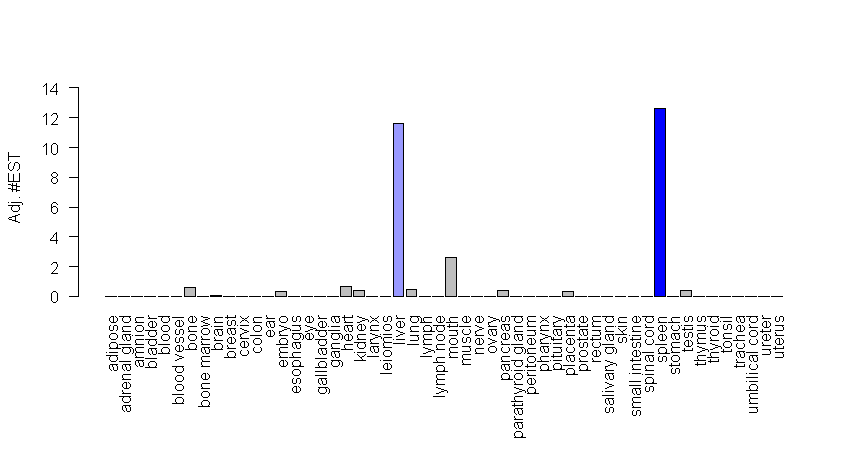 Adj. #EST
14
12
10
8
6
4
2
0
adipose
adrenal gland
amnion
bladder
blood
blood vessel
bone
bone marrow
brain
breast
cervix
colon
ear
embryo
esophagus
eye
gallbladder
ganglia
heart
kidney
larynx
leiomios
liver
lung
lymph
lymph node
mouth
muscle
nerve
ovary
pancreas
parathyroid gland
peritoneum
pharynx
pituitary
placenta
prostate
rectum
salivary gland
skin
small intestine
spinal cord
spleen
stomach
testis
thymus
thyroid
tonsil
trachea
umbilical cord
ureter
uterus